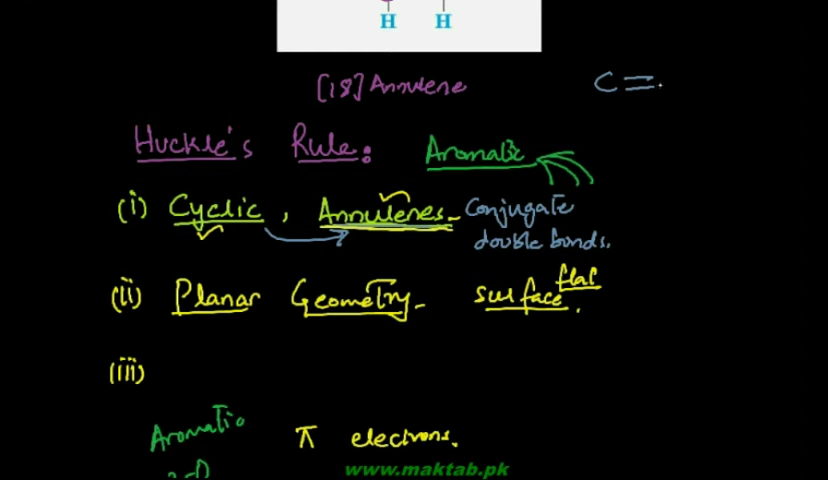 H H
[18] Annulene C=
Huckle's Rule: Aromatic
(i) Cyclic, Annulenes- Conjugate
double bonds.
flat
(ii) Planar Geometry- surface.
(iii)
Aromatic π electrons.
www.maktab.pk